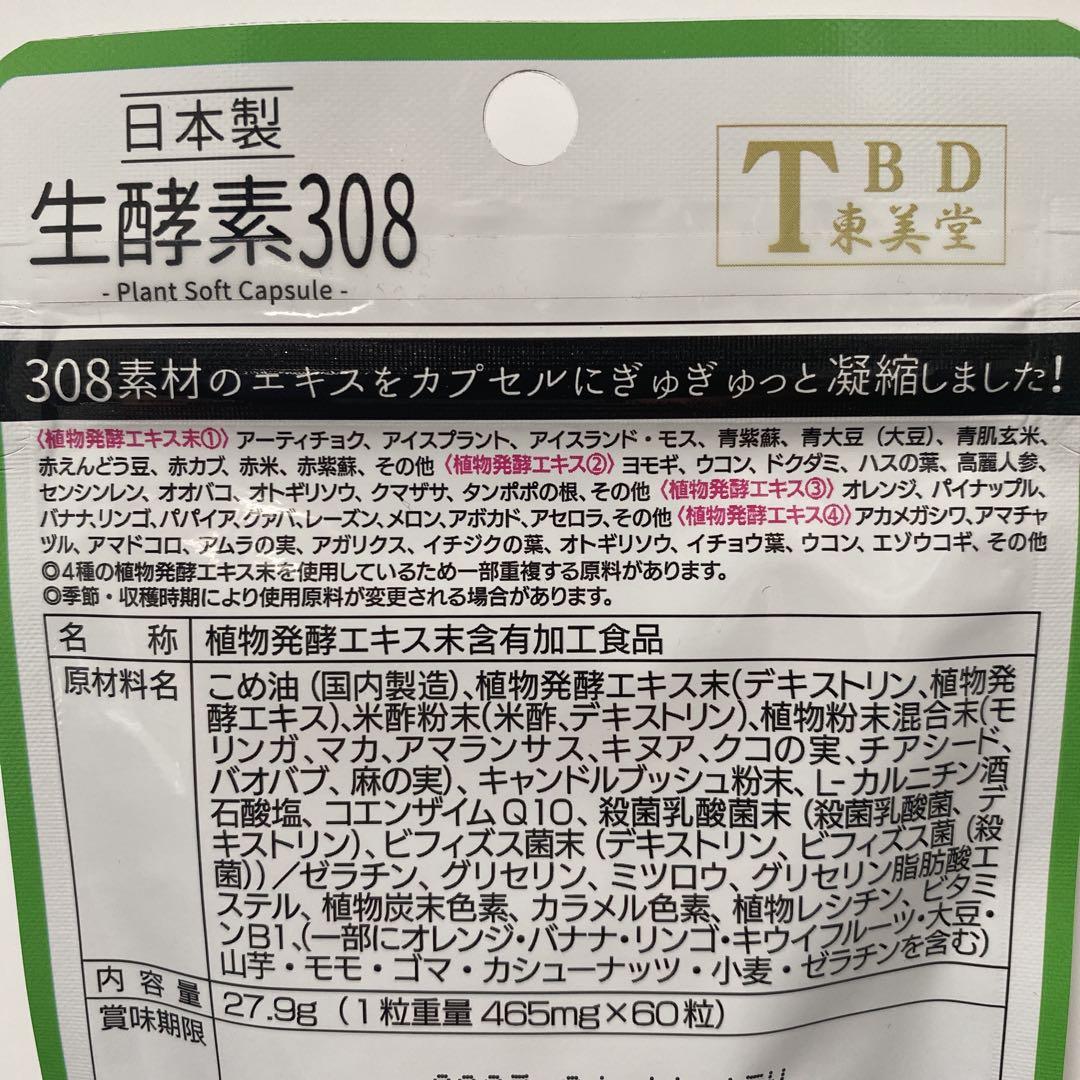 日本製
生酵素308
- Plant Soft Capsule -
TBD
東美堂
308素材のエキスをカプセルにぎゅぎゅっと凝縮しました!
〈植物発酵エキス末①〉アーティチョク、アイスプラント、アイスランド・モス、青紫蘇、青大豆(大豆)、青肌玄米、
赤えんどう豆、赤カブ、赤米、赤紫蘇、その他〈植物発酵エキス②〉ヨモギ、ウコン、ドクダミ、ハスの葉、高麗人参、
センシンレン、オオバコ、オトギリソウ、クマザサ、タンポポの根、その他〈植物発酵エキス③〉オレンジ、パイナップル、
バナナ、リンゴ、パパイア、グァバ、レーズン、メロン、アボカド、アセロラ、その他〈植物発酵エキス④〉アカメガシワ、アマチャ
ヅル、アマドコロ、アムラの実、アガリクス、イチジクの葉、オトギリソウ、イチョウ葉、ウコン、エゾウコギ、その他
◎4種の植物発酵エキス末を使用しているため一部重複する原料があります。
◎季節・収穫時期により使用原料が変更される場合があります。
名称 植物発酵エキス末含有加工食品
原材料名 こめ油(国内製造)、植物発酵エキス末(デキストリン、植物発
酵エキス)、米酢粉末(米酢、デキストリン)、植物粉末混合末(モ
リンガ、マカ、アマランサス、キヌア、クコの実、チアシード、
バオバブ、麻の実)、キャンドルブッシュ粉末、L-カルニチン酒
石酸塩、コエンザイムQ10、殺菌乳酸菌末(殺菌乳酸菌、デ
キストリン)、ビフィズス菌末(デキストリン、ビフィズス菌(殺
菌))/ゼラチン、グリセリン、ミツロウ、グリセリン脂肪酸エ
ステル、植物炭末色素、カラメル色素、植物レシチン、ビタミ
ンB1、(一部にオレンジ・バナナ・リンゴ・キウイフルーツ・大豆・
山芋・モモ・ゴマ・カシューナッツ・小麦・ゼラチンを含む)
内容量 27.9g(1粒重量 465mg×60粒)
賞味期限